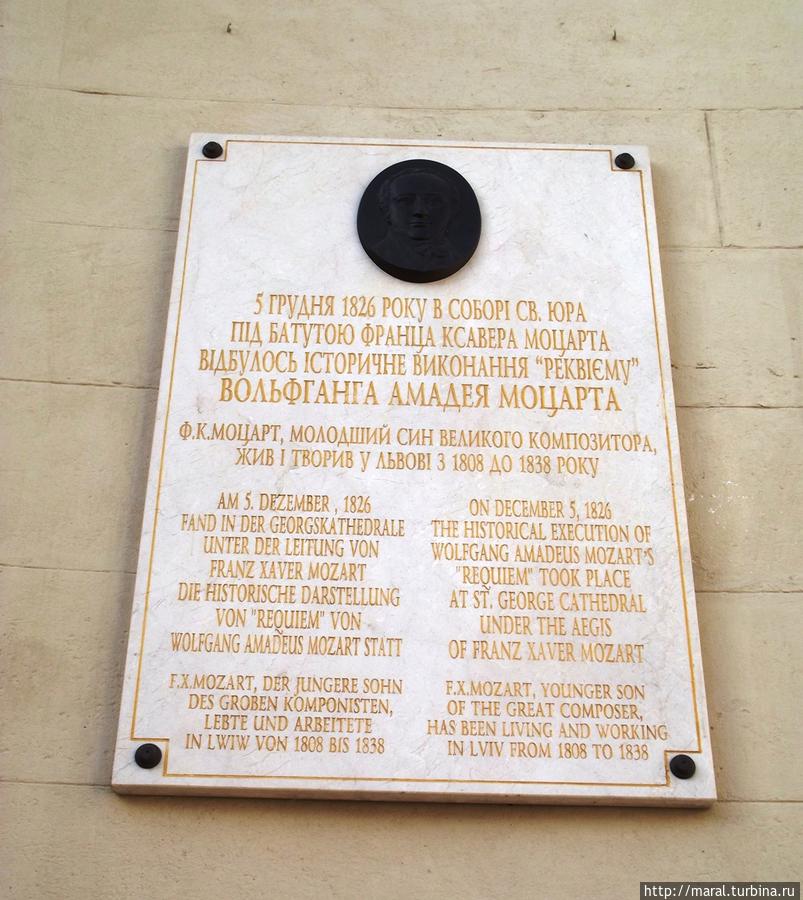 5 ГРУДНЯ 1826 РОКУ В СОБОРІ СВ. ЮРА
ПІД БАТУТОЮ ФРАНЦА КСАВЕРА МОЦАРТА
ВІДБУЛОСЬ ІСТОРИЧНЕ ВИКОНАННЯ “РЕКВІЄМУ”
ВОЛЬФГАНГА АМАДЕЯ МОЦАРТА
Ф.К.МОЦАРТ, МОЛОДШИЙ СИН ВЕЛИКОГО КОМПОЗИТОРА,
ЖИВ І ТВОРИВ У ЛЬВОВІ З 1808 ДО 1838 РОКУ
AM 5. DEZEMBER , 1826
FAND IN DER GEORGSKATHEDRALE
UNTER DER LEITUNG VON
FRANZ XAVER MOZART
DIE HISTORISCHE DARSTELLUNG
VON "REQUIEM" VON
WOLFGANG AMADEUS MOZART STATT
F.X.MOZART, DER JUNGERE SOHN
DES GROBEN KOMPONISTEN,
LEBTE UND ARBEITETE
IN LWIW VON 1808 BIS 1838
ON DECEMBER 5, 1826
THE HISTORICAL EXECUTION OF
WOLFGANG AMADEUS MOZART'S
"REQUIEM" TOOK PLACE
AT ST. GEORGE CATHEDRAL
UNDER THE AEGIS
OF FRANZ XAVER MOZART
F.X.MOZART, YOUNGER SON
OF THE GREAT COMPOSER,
HAS BEEN LIVING AND WORKING
IN LVIV FROM 1808 TO 1838
http://maral.turbina.ru